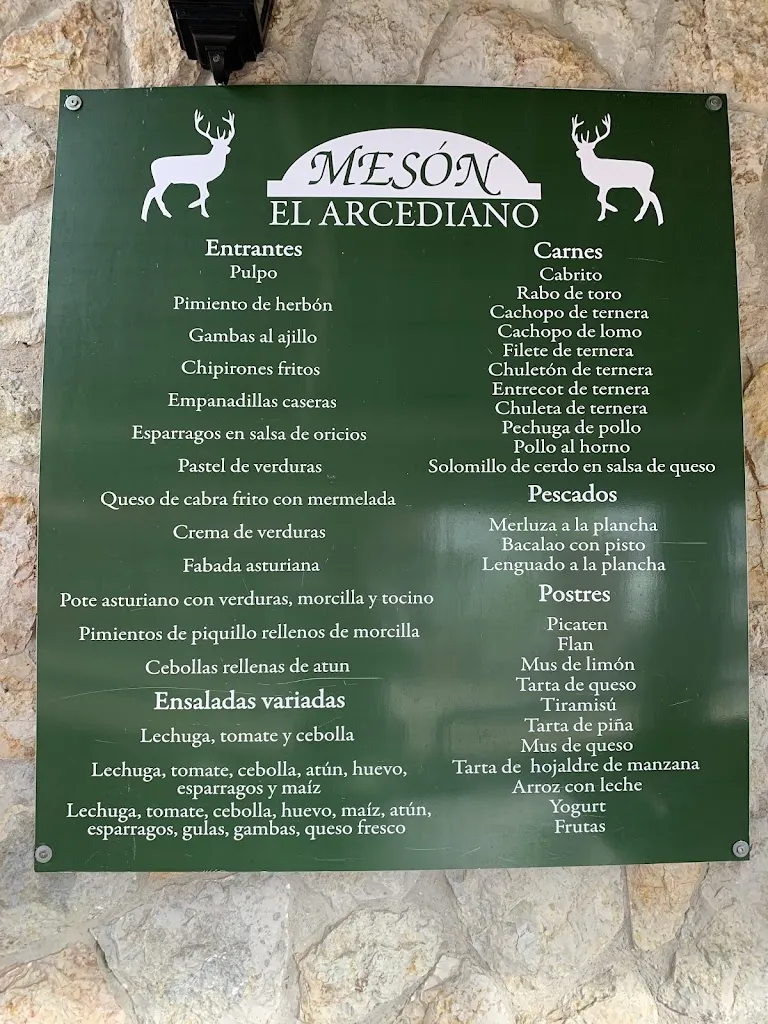 MESÓN
EL ARCEDIANO
Entrantes
Pulpo
Pimiento de herbón
Gambas al ajillo
Chipirones fritos
Empanadillas caseras
Esparragos en salsa de oricios
Pastel de verduras
Queso de cabra frito con mermelada
Crema de verduras
Fabada asturiana
Pote asturiano con verduras, morcilla y tocino
Pimientos de piquillo rellenos de morcilla
Cebollas rellenas de atun
Ensaladas variadas
Lechuga, tomate y cebolla
Lechuga, tomate, cebolla, atún, huevo,
esparragos y maíz
Lechuga, tomate, cebolla, huevo, maíz, atún,
esparragos, gulas, gambas, queso fresco
Carnes
Cabrito
Rabo de toro
Cachopo de ternera
Cachopo de lomo
Filete de ternera
Chuletón de ternera
Entrecot de ternera
Chuleta de ternera
Pechuga de pollo
Pollo al horno
Solomillo de cerdo en salsa de queso
Pescados
Merluza a la plancha
Bacalao con pisto
Lenguado a la plancha
Postres
Picaten
Flan
Mus de limón
Tarta de queso
Tiramisú
Tarta de piña
Mus de queso
Tarta de hojaldre de manzana
Arroz con leche
Yogurt
Frutas